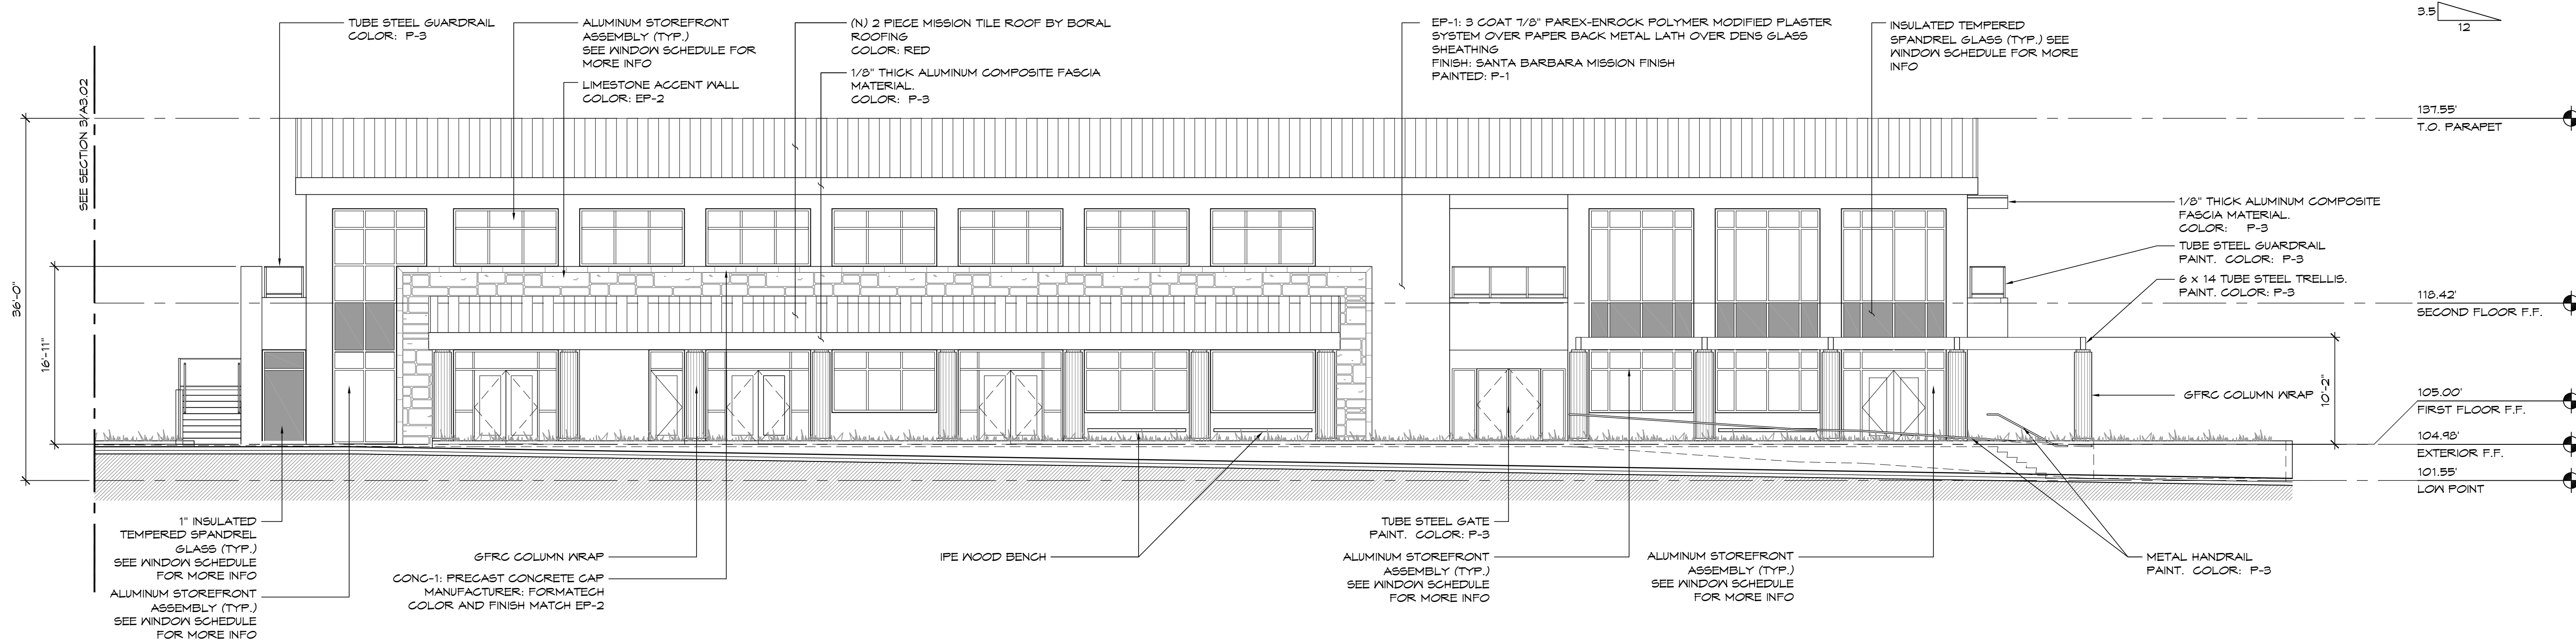 TUBE STEEL GUARDRAIL
COLOR: P-3
ALUMINUM STOREFRONT
ASSEMBLY (TYP.)
SEE WINDOW SCHEDULE FOR
MORE INFO
LIMESTONE ACCENT WALL
COLOR: EP-2
(N) 2 PIECE MISSION TILE ROOF BY BORAL
ROOFING
COLOR: RED
1/8" THICK ALUMINUM COMPOSITE FASCIA
MATERIAL.
COLOR: P-3
EP-1: 3 COAT 7/8" PAREX-ENROCK POLYMER MODIFIED PLASTER
SYSTEM OVER PAPER BACK METAL LATH OVER DENS GLASS
SHEATHING
FINISH: SANTA BARBARA MISSION FINISH
PAINTED: P-1
INSULATED TEMPERED
SPANDREL GLASS (TYP.) SEE
WINDOW SCHEDULE FOR MORE
INFO
3.5
12
SEE SECTION 3/A3.02
36'-0"
16'-11"
137.55'
T.O. PARAPET
1/8" THICK ALUMINUM COMPOSITE
FASCIA MATERIAL.
COLOR: P-3
TUBE STEEL GUARDRAIL
PAINT. COLOR: P-3
6 x 14 TUBE STEEL TRELLIS.
PAINT. COLOR: P-3
118.42'
SECOND FLOOR F.F.
GFRC COLUMN WRAP
10'-2"
105.00'
FIRST FLOOR F.F.
104.98'
EXTERIOR F.F.
101.55'
LOW POINT
1" INSULATED
TEMPERED SPANDREL
GLASS (TYP.)
SEE WINDOW SCHEDULE
FOR MORE INFO
ALUMINUM STOREFRONT
ASSEMBLY (TYP.)
SEE WINDOW SCHEDULE
FOR MORE INFO
GFRC COLUMN WRAP
CONC-1: PRECAST CONCRETE CAP
MANUFACTURER: FORMATECH
COLOR AND FINISH MATCH EP-2
IPE WOOD BENCH
TUBE STEEL GATE
PAINT. COLOR: P-3
ALUMINUM STOREFRONT
ASSEMBLY (TYP.)
SEE WINDOW SCHEDULE
FOR MORE INFO
ALUMINUM STOREFRONT
ASSEMBLY (TYP.)
SEE WINDOW SCHEDULE
FOR MORE INFO
METAL HANDRAIL
PAINT. COLOR: P-3